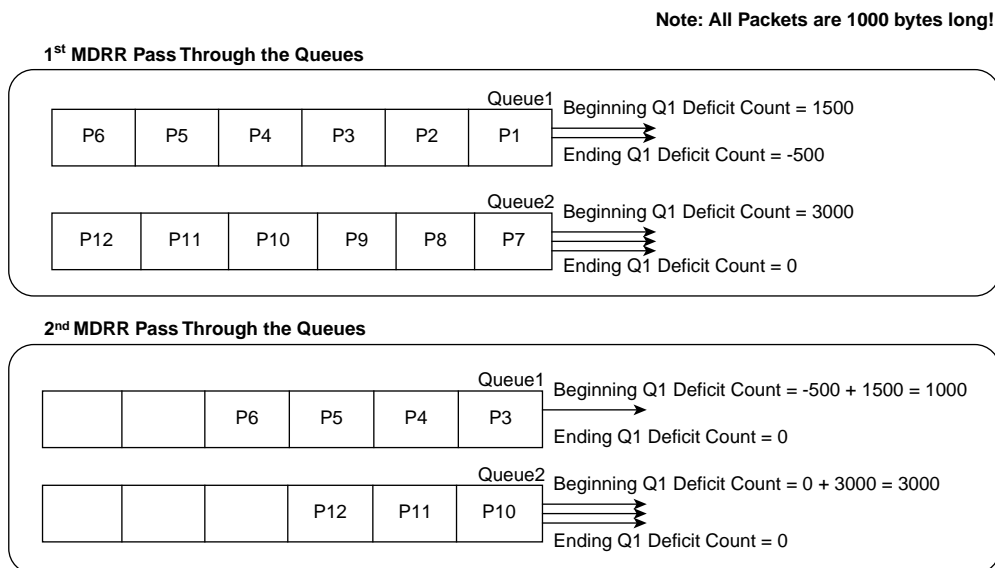 Note: All Packets are 1000 bytes long!
1st MDRR Pass Through the Queues
Queue1
P6 P5 P4 P3 P2 P1
Beginning Q1 Deficit Count = 1500
Ending Q1 Deficit Count = -500
Queue2
P12 P11 P10 P9 P8 P7
Beginning Q1 Deficit Count = 3000
Ending Q1 Deficit Count = 0
2nd MDRR Pass Through the Queues
Queue1
P6 P5 P4 P3
Beginning Q1 Deficit Count = -500 + 1500 = 1000
Ending Q1 Deficit Count = 0
Queue2
P12 P11 P10
Beginning Q1 Deficit Count = 0 + 3000 = 3000
Ending Q1 Deficit Count = 0